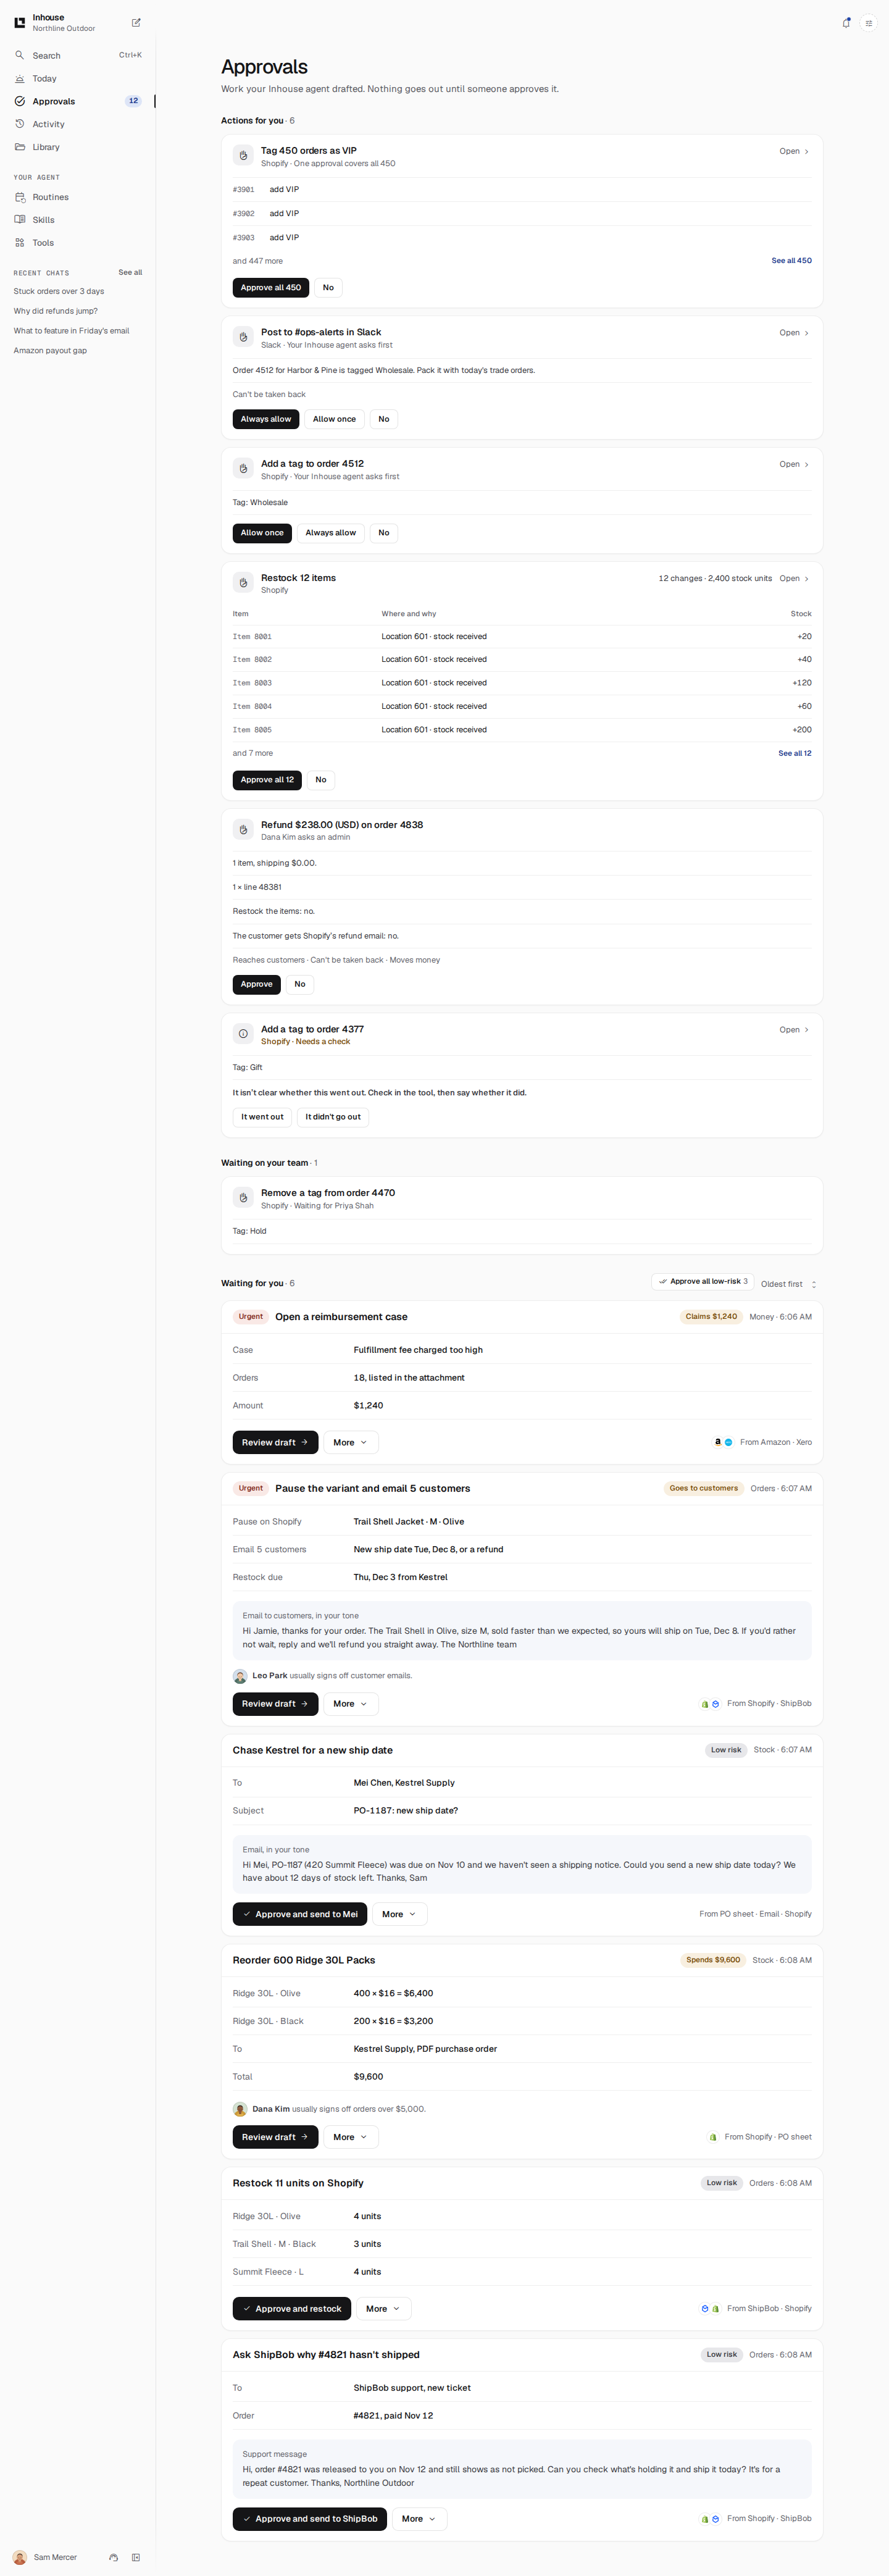 Inhouse
Northline Outdoor
Search Ctrl+K
Today
Approvals 12
Activity
Library
YOUR AGENT
Routines
Skills
Tools
RECENT CHATS See all
Stuck orders over 3 days
Why did refunds jump?
What to feature in Friday's email
Amazon payout gap
Sam Mercer
Approvals
Work your Inhouse agent drafted. Nothing goes out until someone approves it.
Actions for you · 6
Tag 450 orders as VIP Open
Shopify · One approval covers all 450
#3901 add VIP
#3902 add VIP
#3903 add VIP
and 447 more See all 450
Approve all 450 No
Post to #ops-alerts in Slack Open
Slack · Your Inhouse agent asks first
Order 4512 for Harbor & Pine is tagged Wholesale. Pack it with today's trade orders.
Can't be taken back
Always allow Allow once No
Add a tag to order 4512 Open
Shopify · Your Inhouse agent asks first
Tag: Wholesale
Allow once Always allow No
Restock 12 items 12 changes · 2,400 stock units Open
Shopify
Item Where and why Stock
Item 8001 Location 601 · stock received +20
Item 8002 Location 601 · stock received +40
Item 8003 Location 601 · stock received +120
Item 8004 Location 601 · stock received +60
Item 8005 Location 601 · stock received +200
and 7 more See all 12
Approve all 12 No
Refund $238.00 (USD) on order 4838
Dana Kim asks an admin
1 item, shipping $0.00.
1 × line 48381
Restock the items: no.
The customer gets Shopify's refund email: no.
Reaches customers · Can't be taken back · Moves money
Approve No
Add a tag to order 4377 Open
Shopify · Needs a check
Tag: Gift
It isn't clear whether this went out. Check in the tool, then say whether it did.
It went out It didn't go out
Waiting on your team · 1
Remove a tag from order 4470
Shopify · Waiting for Priya Shah
Tag: Hold
Waiting for you · 6 Approve all low-risk 3 Oldest first
Urgent Open a reimbursement case Claims $1,240 Money · 6:06 AM
Case Fulfillment fee charged too high
Orders 18, listed in the attachment
Amount $1,240
Review draft More From Amazon · Xero
Urgent Pause the variant and email 5 customers Goes to customers Orders · 6:07 AM
Pause on Shopify Trail Shell Jacket · M · Olive
Email 5 customers New ship date Tue, Dec 8, or a refund
Restock due Thu, Dec 3 from Kestrel
Email to customers, in your tone
Hi Jamie, thanks for your order. The Trail Shell in Olive, size M, sold faster than we expected, so yours will ship on Tue, Dec 8. If you'd rather
not wait, reply and we'll refund you straight away. The Northline team
Leo Park usually signs off customer emails.
Review draft More From Shopify · ShipBob
Chase Kestrel for a new ship date Low risk Stock · 6:07 AM
To Mei Chen, Kestrel Supply
Subject PO-1187: new ship date?
Email, in your tone
Hi Mei, PO-1187 (420 Summit Fleece) was due on Nov 10 and we haven't seen a shipping notice. Could you send a new ship date today? We
have about 12 days of stock left. Thanks, Sam
Approve and send to Mei More From PO sheet · Email · Shopify
Reorder 600 Ridge 30L Packs Spends $9,600 Stock · 6:08 AM
Ridge 30L · Olive 400 × $16 = $6,400
Ridge 30L · Black 200 × $16 = $3,200
To Kestrel Supply, PDF purchase order
Total $9,600
Dana Kim usually signs off orders over $5,000.
Review draft More From Shopify · PO sheet
Restock 11 units on Shopify Low risk Orders · 6:08 AM
Ridge 30L · Olive 4 units
Trail Shell · M · Black 3 units
Summit Fleece · L 4 units
Approve and restock More From ShipBob · Shopify
Ask ShipBob why #4821 hasn't shipped Low risk Orders · 6:08 AM
To ShipBob support, new ticket
Order #4821, paid Nov 12
Support message
Hi, order #4821 was released to you on Nov 12 and still shows as not picked. Can you check what's holding it and ship it today? It's for a
repeat customer. Thanks, Northline Outdoor
Approve and send to ShipBob More From Shopify · ShipBob